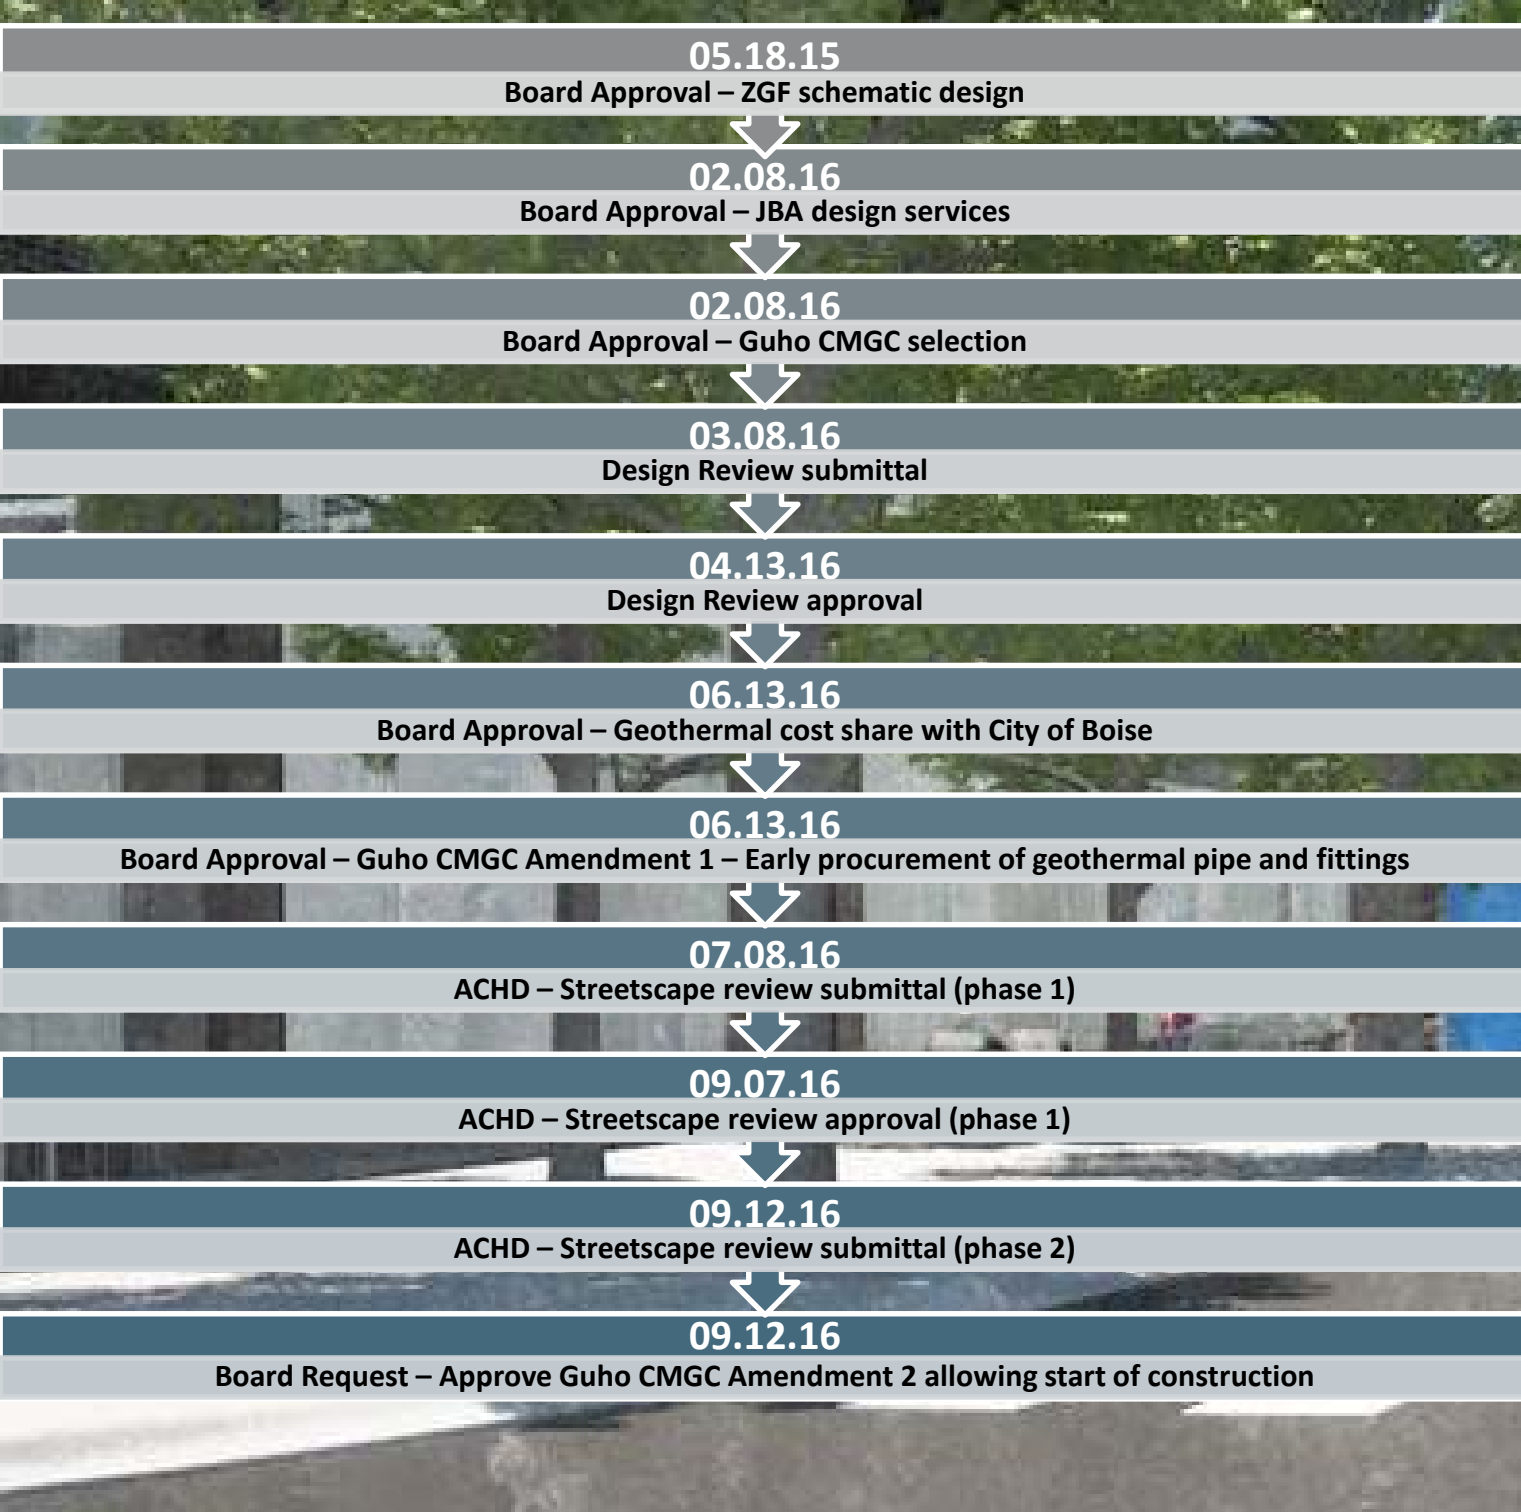 05.18.15
Board Approval – ZGF schematic design
02.08.16
Board Approval – JBA design services
02.08.16
Board Approval – Guho CMGC selection
03.08.16
Design Review submittal
04.13.16
Design Review approval
06.13.16
Board Approval – Geothermal cost share with City of Boise
06.13.16
Board Approval – Guho CMGC Amendment 1 – Early procurement of geothermal pipe and fittings
07.08.16
ACHD – Streetscape review submittal (phase 1)
09.07.16
ACHD – Streetscape review approval (phase 1)
09.12.16
ACHD – Streetscape review submittal (phase 2)
09.12.16
Board Request – Approve Guho CMGC Amendment 2 allowing start of construction